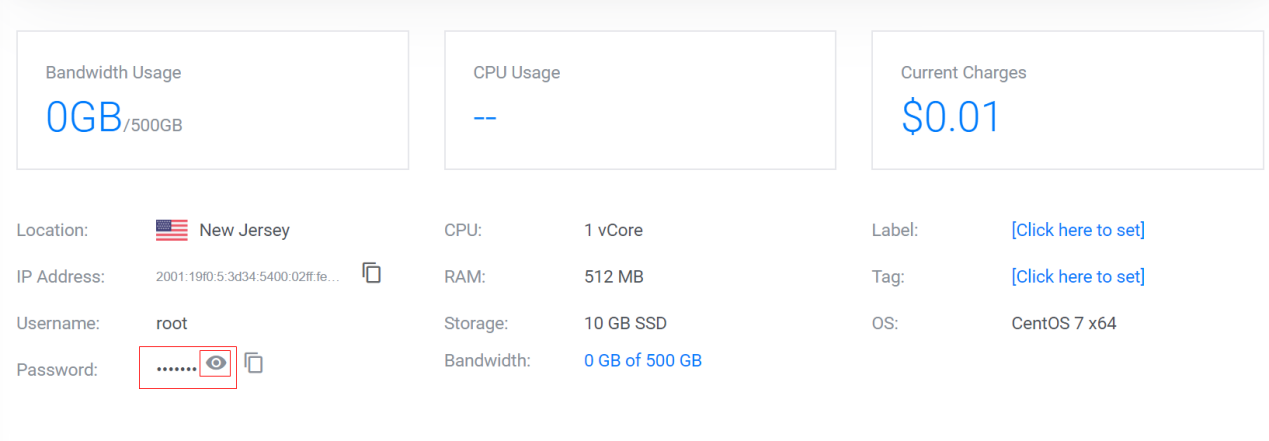 Bandwidth Usage
0GB/500GB
CPU Usage
--
Current Charges
$0.01
Location: New Jersey
IP Address: 2001:19f0:5:3d34:5400:02ff:fe...
Username: root
Password: •••••••
CPU: 1 vCore
RAM: 512 MB
Storage: 10 GB SSD
Bandwidth: 0 GB of 500 GB
Label: [Click here to set]
Tag: [Click here to set]
OS: CentOS 7 x64